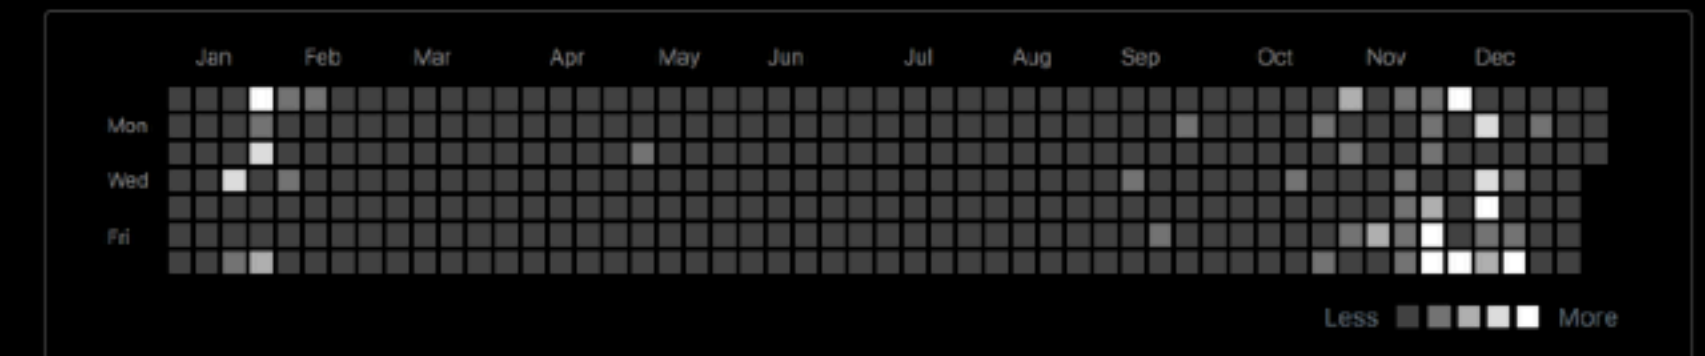 Jan Feb Mar Apr May Jun Jul Aug Sep Oct Nov Dec
Mon
Wed
Fri
Less More